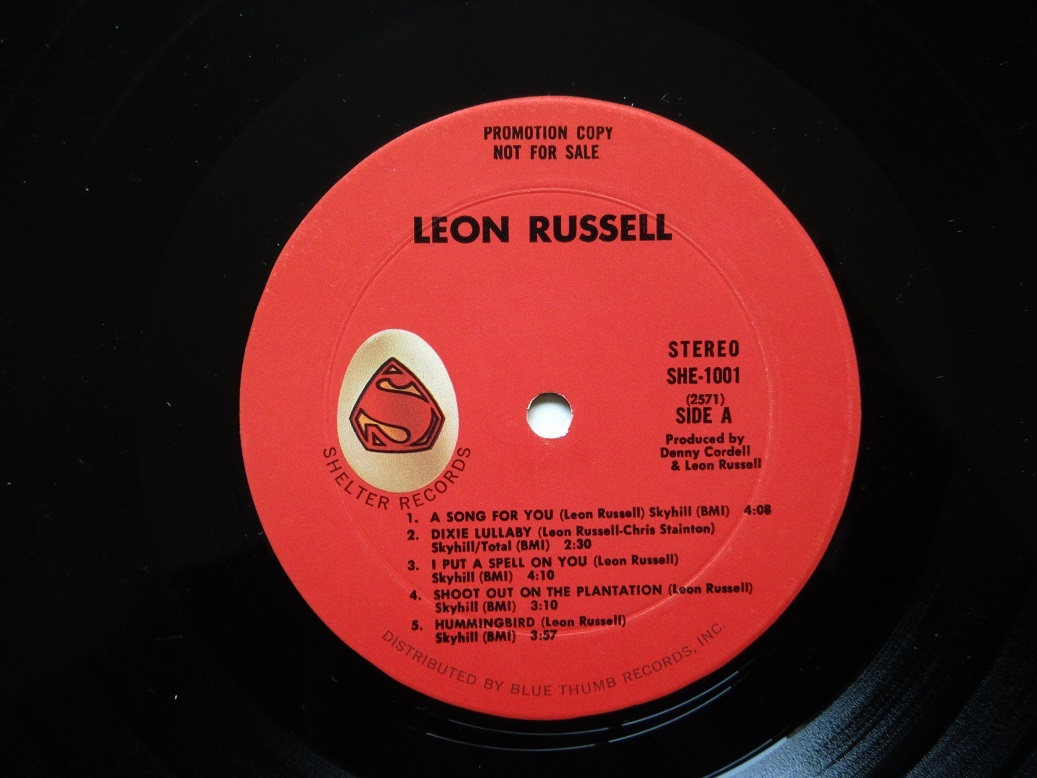 PROMOTION COPY
NOT FOR SALE
LEON RUSSELL
STEREO
SHE-1001
(2571)
SIDE A
Produced by
Denny Cordell
& Leon Russell
S
SHELTER RECORDS
1. A SONG FOR YOU (Leon Russell) Skyhill (BMI) 4:08
2. DIXIE LULLABY (Leon Russell-Chris Stainton)
Skyhill/Total (BMI) 2:30
3. I PUT A SPELL ON YOU (Leon Russell)
Skyhill (BMI) 4:10
4. SHOOT OUT ON THE PLANTATION (Leon Russell)
Skyhill (BMI) 3:10
5. HUMMINGBIRD (Leon Russell)
Skyhill (BMI) 3:57
DISTRIBUTED BY BLUE THUMB RECORDS, INC.